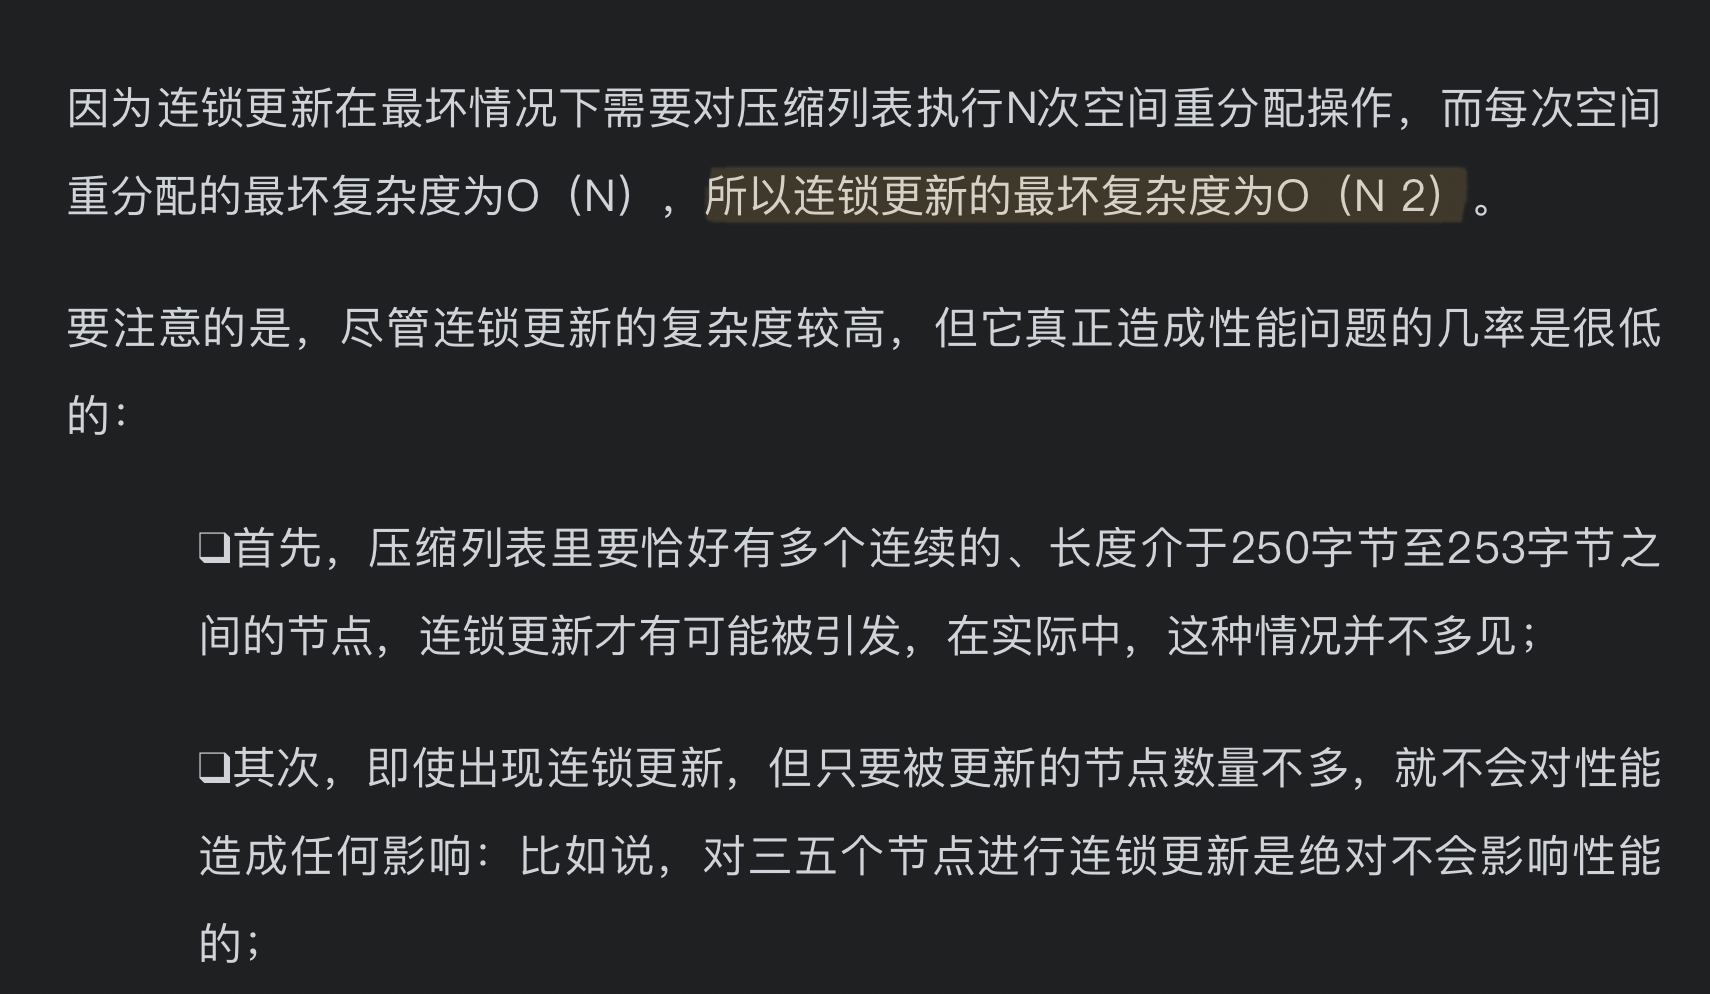 因为连锁更新在最坏情况下需要对压缩列表执行N次空间重分配操作，而每次空间
重分配的最坏复杂度为O（N），所以连锁更新的最坏复杂度为O（N 2）。
要注意的是，尽管连锁更新的复杂度较高，但它真正造成性能问题的几率是很低
的：
❏首先，压缩列表里要恰好有多个连续的、长度介于250字节至253字节之
间的节点，连锁更新才有可能被引发，在实际中，这种情况并不多见；
❏其次，即使出现连锁更新，但只要被更新的节点数量不多，就不会对性能
造成任何影响：比如说，对三五个节点进行连锁更新是绝对不会影响性能
的；